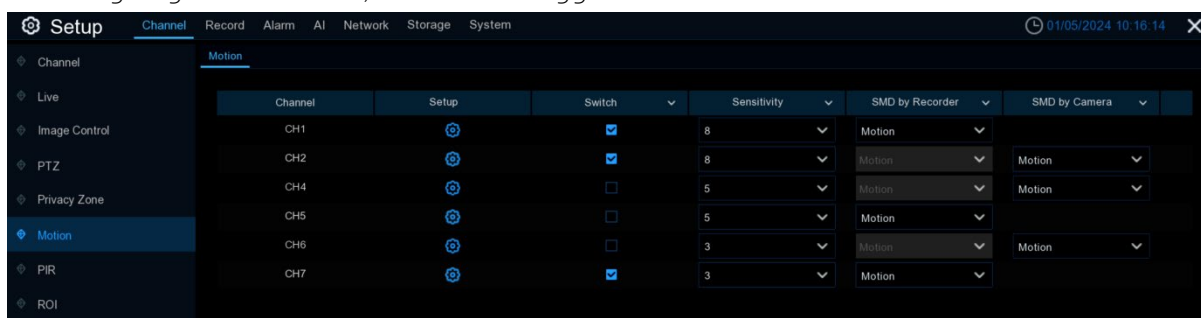 Setup Channel Record Alarm AI Network Storage System 01/05/2024 10:16:14
Channel
Live
Image Control
PTZ
Privacy Zone
Motion
PIR
ROI
Motion
Channel Setup Switch Sensitivity SMD by Recorder SMD by Camera
CH1 8 Motion
CH2 8 Motion Motion
CH4 5 Motion Motion
CH5 5 Motion
CH6 3 Motion Motion
CH7 3 Motion